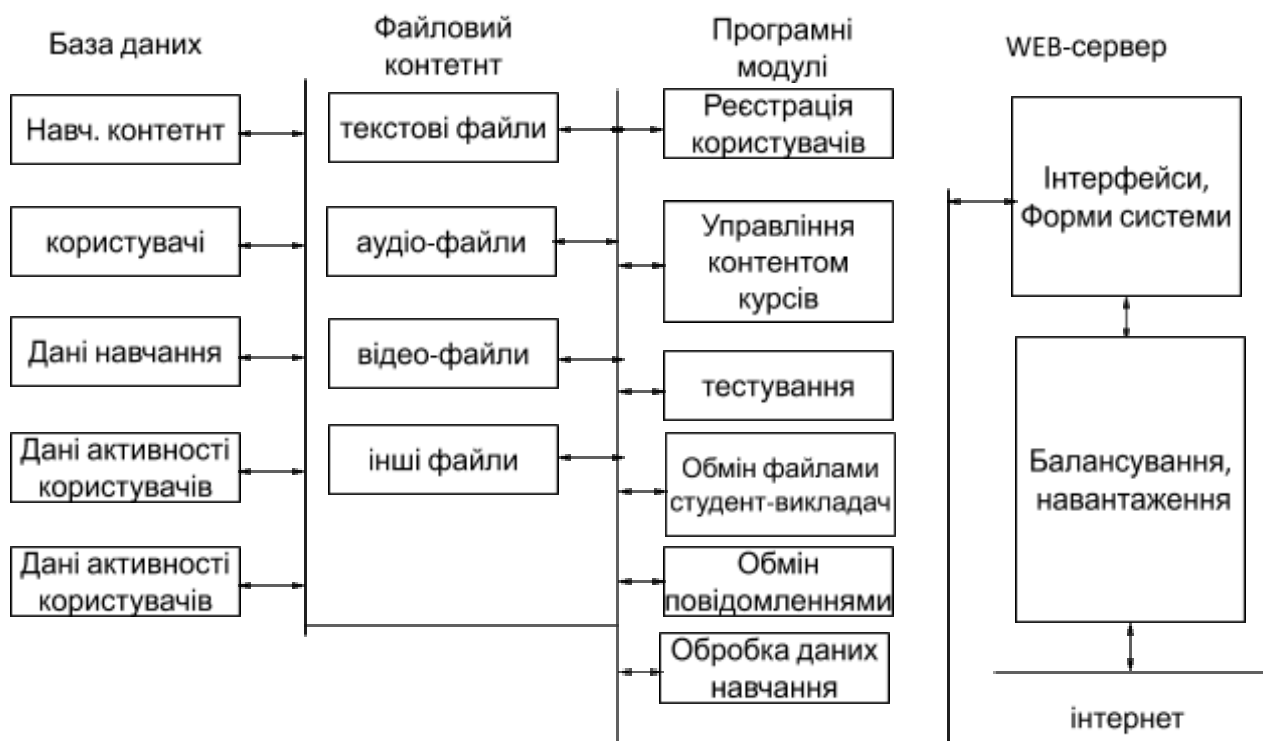 База даних
Навч. контетнт
користувачі
Дані навчання
Дані активності
користувачів
Дані активності
користувачів
Файловий
контетнт
текстові файли
аудіо-файли
відео-файли
інші файли
Програмні
модулі
Реєстрація
користувачів
Управління
контентом
курсів
тестування
Обмін файлами
студент-викладач
Обмін
повідомленнями
Обробка даних
навчання
WEB-сервер
Інтерфейси,
Форми системи
Балансування,
навантаження
інтернет